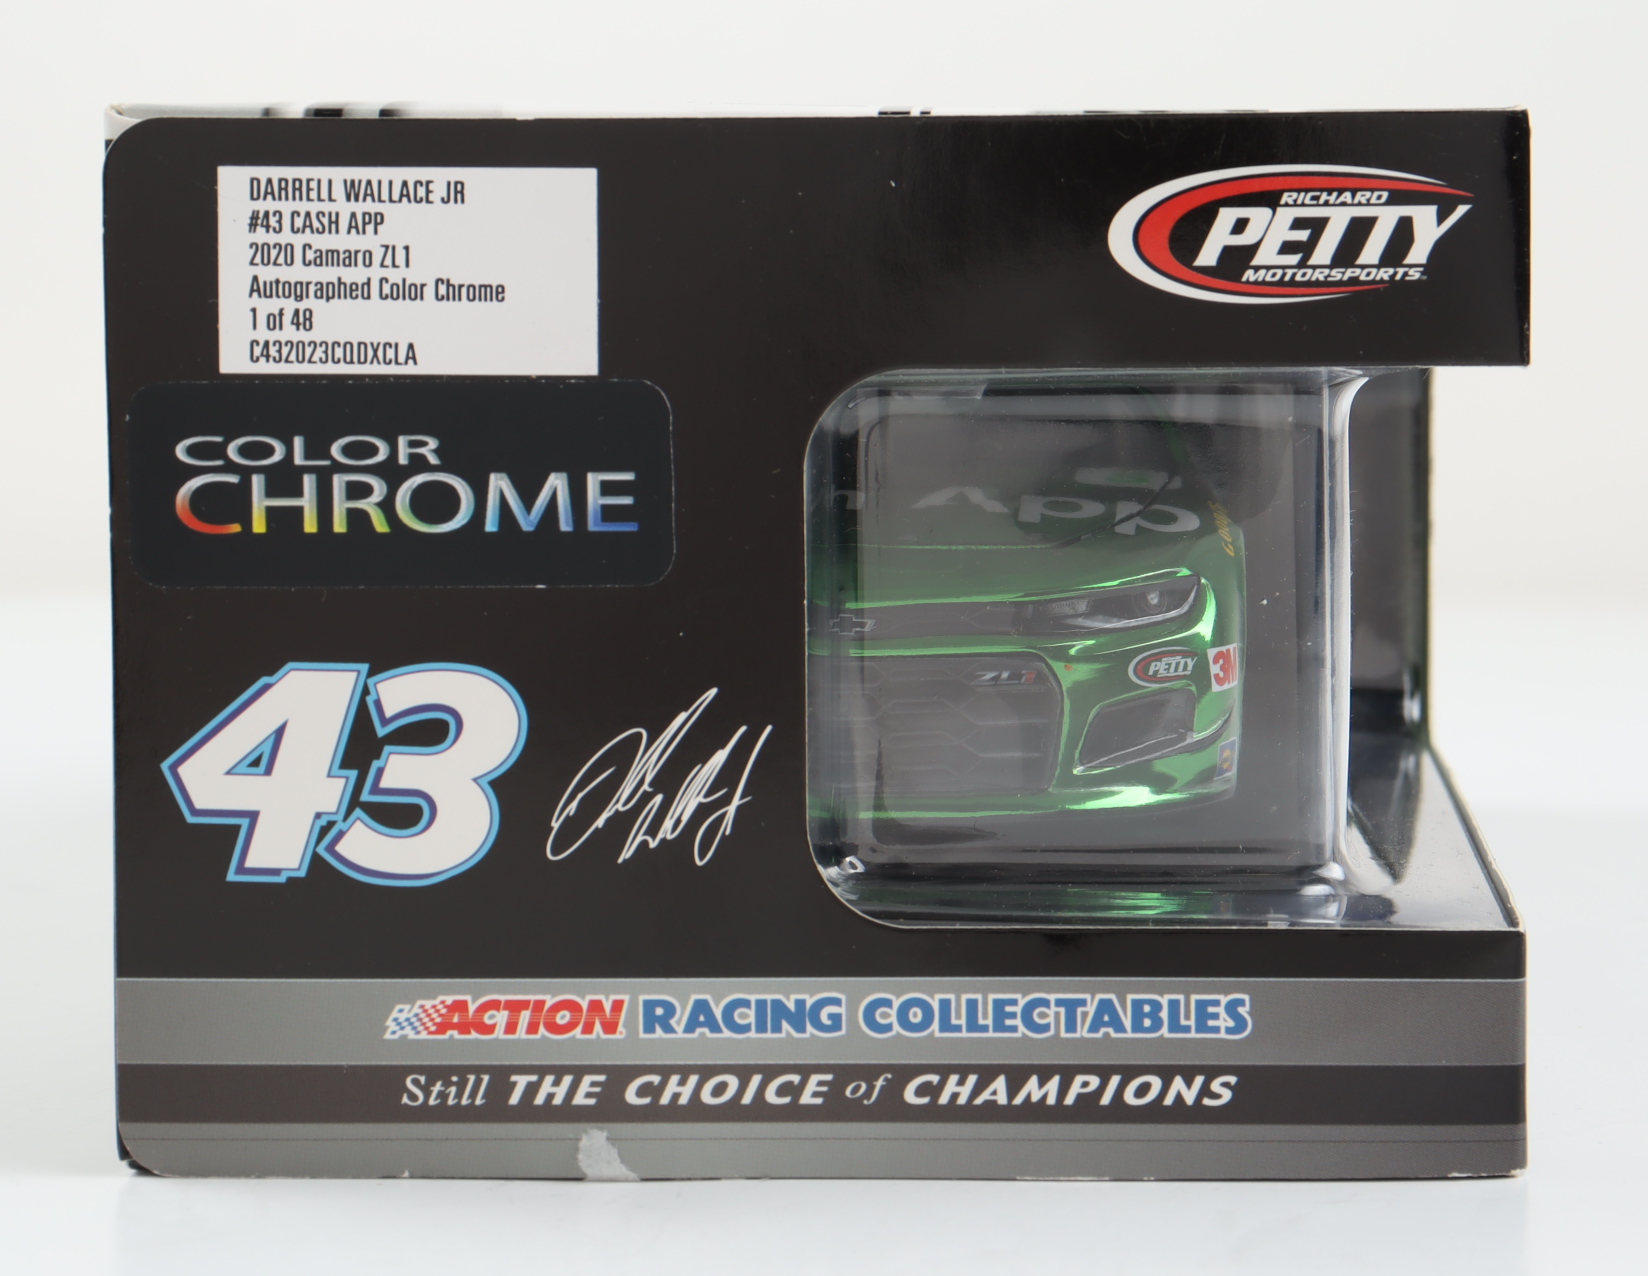 DARRELL WALLACE JR
#43 CASH APP
2020 Camaro ZL1
Autographed Color Chrome
1 of 48
C432023CQDXCLA
RICHARD
PETTY
MOTORSPORTS
COLOR
CHROME
App
ZL1
PETTY
3M
43
ACTION RACING COLLECTABLES
Still THE CHOICE of CHAMPIONS